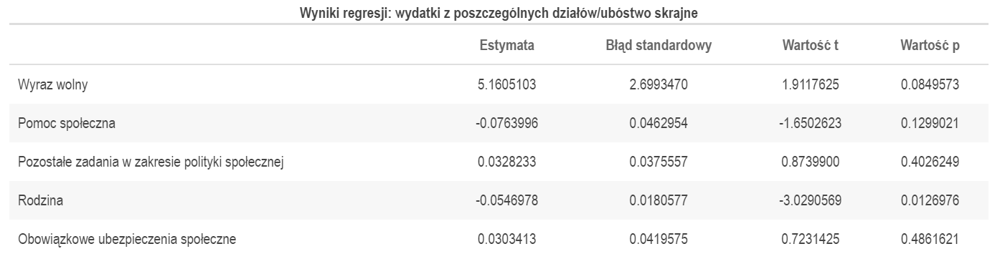 Wyniki regresji: wydatki z poszczególnych działów/ubóstwo skrajne
Estymata Błąd standardowy Wartość t Wartość p
Wyraz wolny 5.1605103 2.6993470 1.9117625 0.0849573
Pomoc społeczna -0.0763996 0.0462954 -1.6502623 0.1299021
Pozostałe zadania w zakresie polityki społecznej 0.0328233 0.0375557 0.8739900 0.4026249
Rodzina -0.0546978 0.0180577 -3.0290569 0.0126976
Obowiązkowe ubezpieczenia społeczne 0.0303413 0.0419575 0.7231425 0.4861621